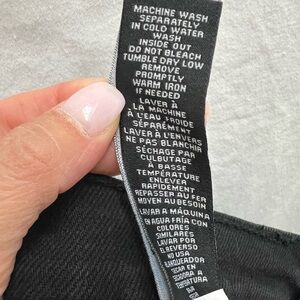 MACHINE WASH
SEPARATELY
IN COLD WATER
WASH
INSIDE OUT
DO NOT BLEACH
TUMBLE DRY LOW
REMOVE
PROMPTLY
WARM IRON
IF NEEDED
LAVER À
LA MACHINE
À L'EAU FROIDE
SÉPARÉMENT
LAVER À L'ENVERS
NE PAS BLANCHIR
SÉCHAGE PAR
CULBUTAGE
À BASSE
TEMPÉRATURE
ENLEVER
RAPIDEMENT
REPASSER AU FER
MOYEN AU BESOIN
LAVAR A MÁQUINA
EN AGUA FRÍA CON
COLORES
SIMILARES
LAVAR POR
EL REVERSO
NO USA
BLANQUEADOR
SECAR EN
SECADORA A
TEMPERATURA